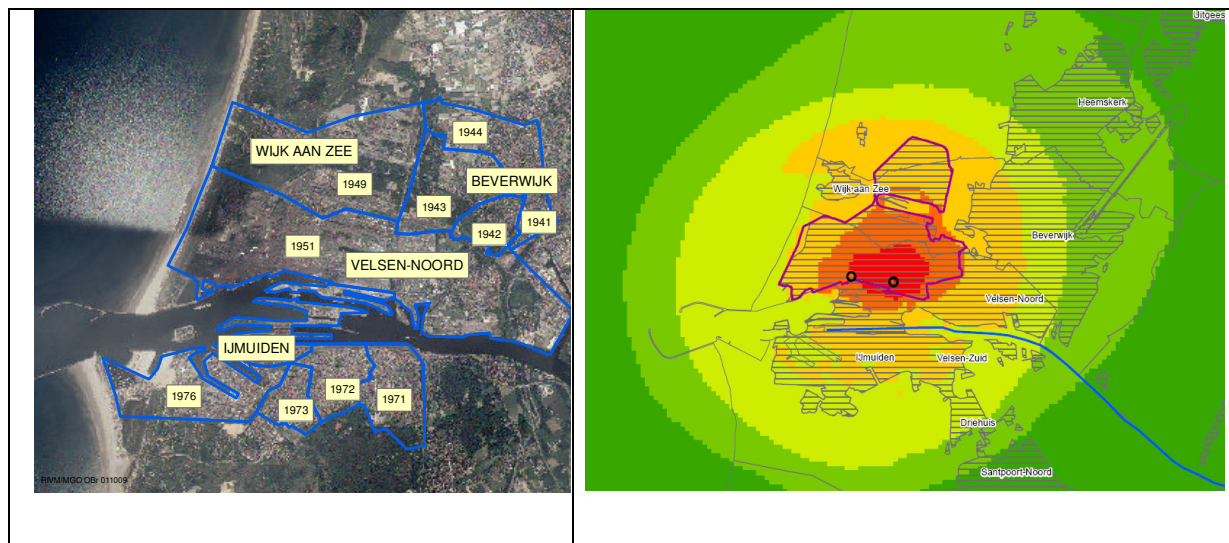 WIJK AAN ZEE
1944
BEVERWIJK
1949
1943
1941
1942
1951
VELSEN-NOORD
IJMUIDEN
1976
1972
1971
1973
RIVM/MGO OBr 011009
Uitgees
Heemskerk
Wijk aan Zee
Beverwijk
Velsen-Noord
IJmuiden
Velsen-Zuid
Driehuis
Santpoort-Noord